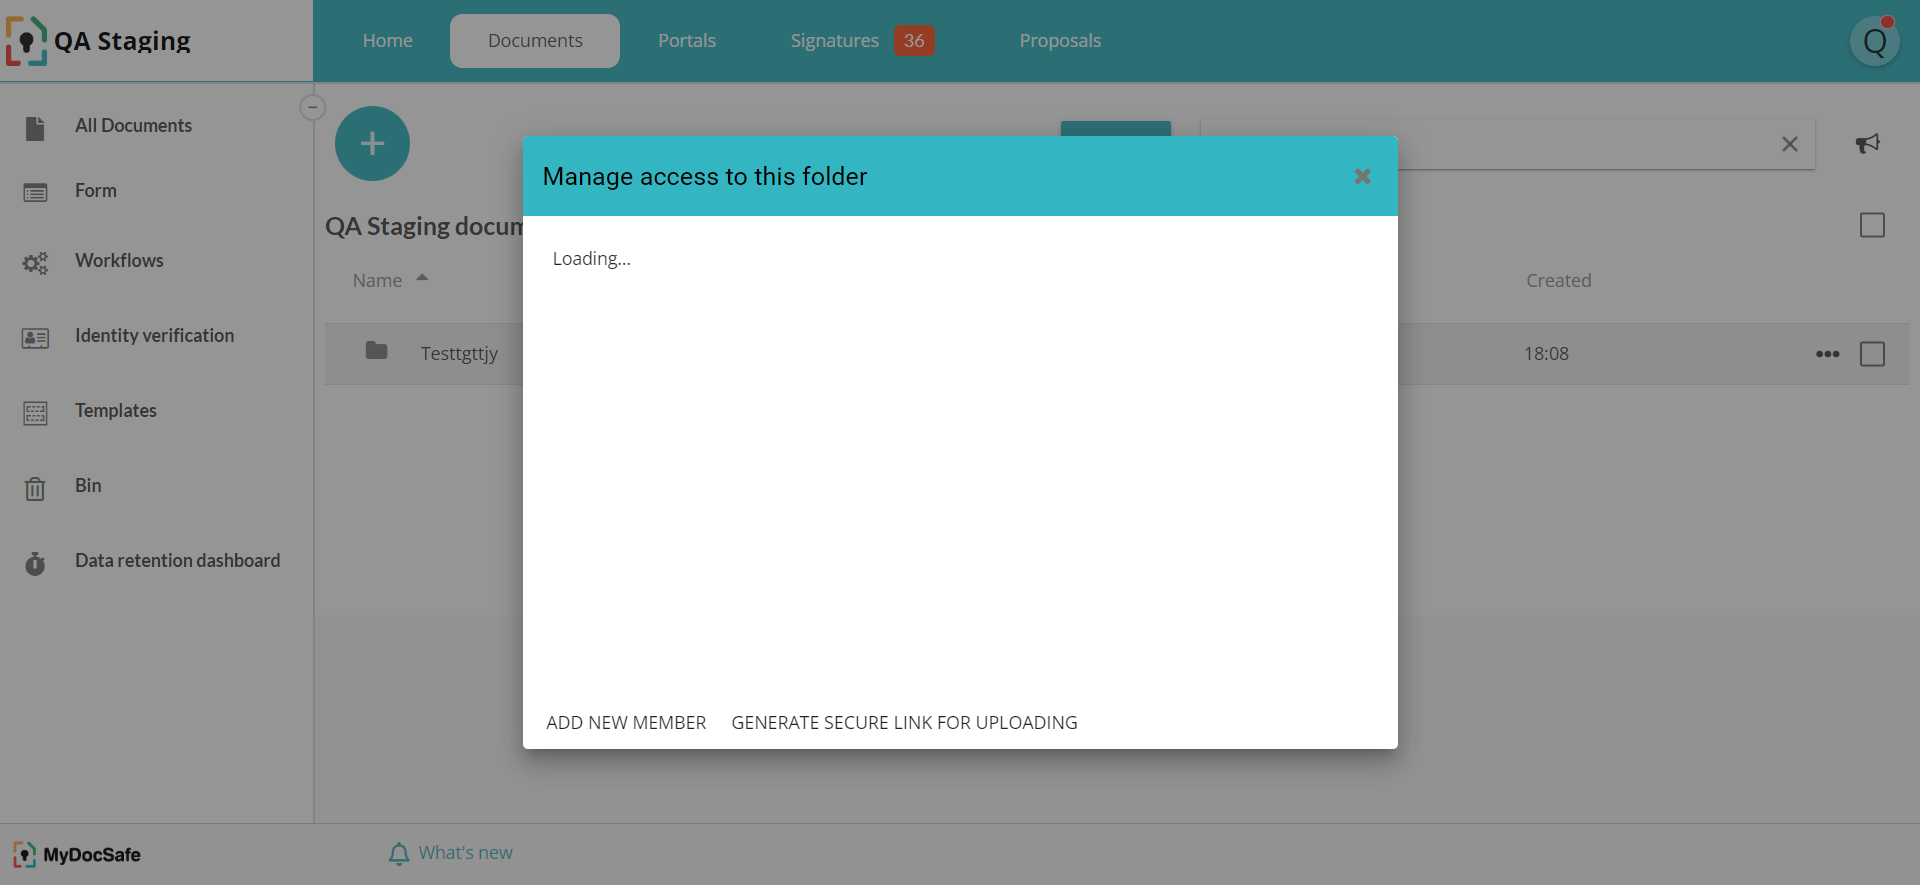 QA Staging
Home
Documents
Portals
Signatures 36
Proposals
Q
All Documents
Form
Workflows
Identity verification
Templates
Bin
Data retention dashboard
QA Staging docum
Name
Created
Testtgttjy
18:08
Manage access to this folder
Loading...
ADD NEW MEMBER
GENERATE SECURE LINK FOR UPLOADING
MyDocSafe
What's new